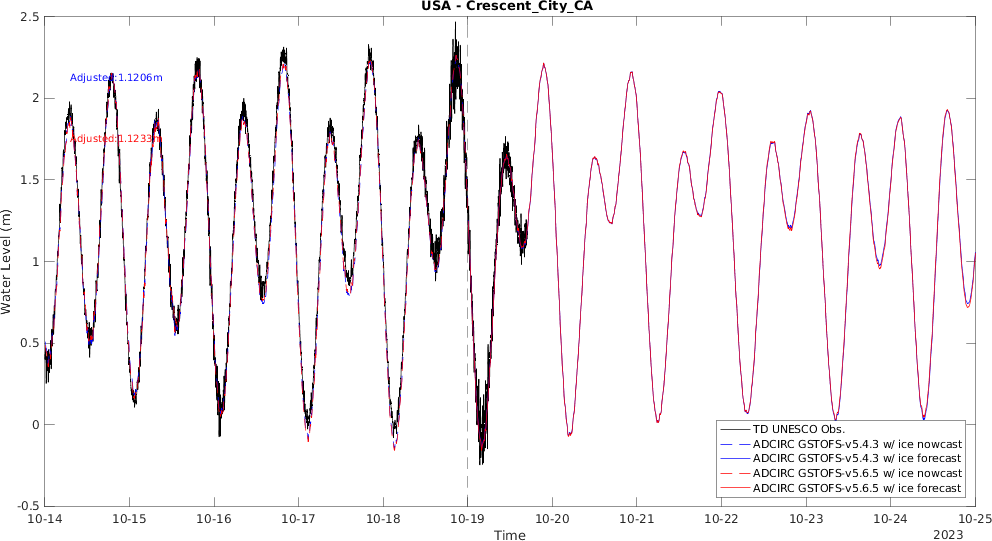 USA - Crescent_City_CA
2.5
2
1.5
1
0.5
0
-0.5
Water Level (m)
Adjusted:1.1206m
Adjusted:1.1233m
TD UNESCO Obs.
ADCIRC GSTOFS-v5.4.3 w/ ice nowcast
ADCIRC GSTOFS-v5.4.3 w/ ice forecast
ADCIRC GSTOFS-v5.6.5 w/ ice nowcast
ADCIRC GSTOFS-v5.6.5 w/ ice forecast
10-14 10-15 10-16 10-17 10-18 10-19 10-20 10-21 10-22 10-23 10-24 10-25
Time
2023